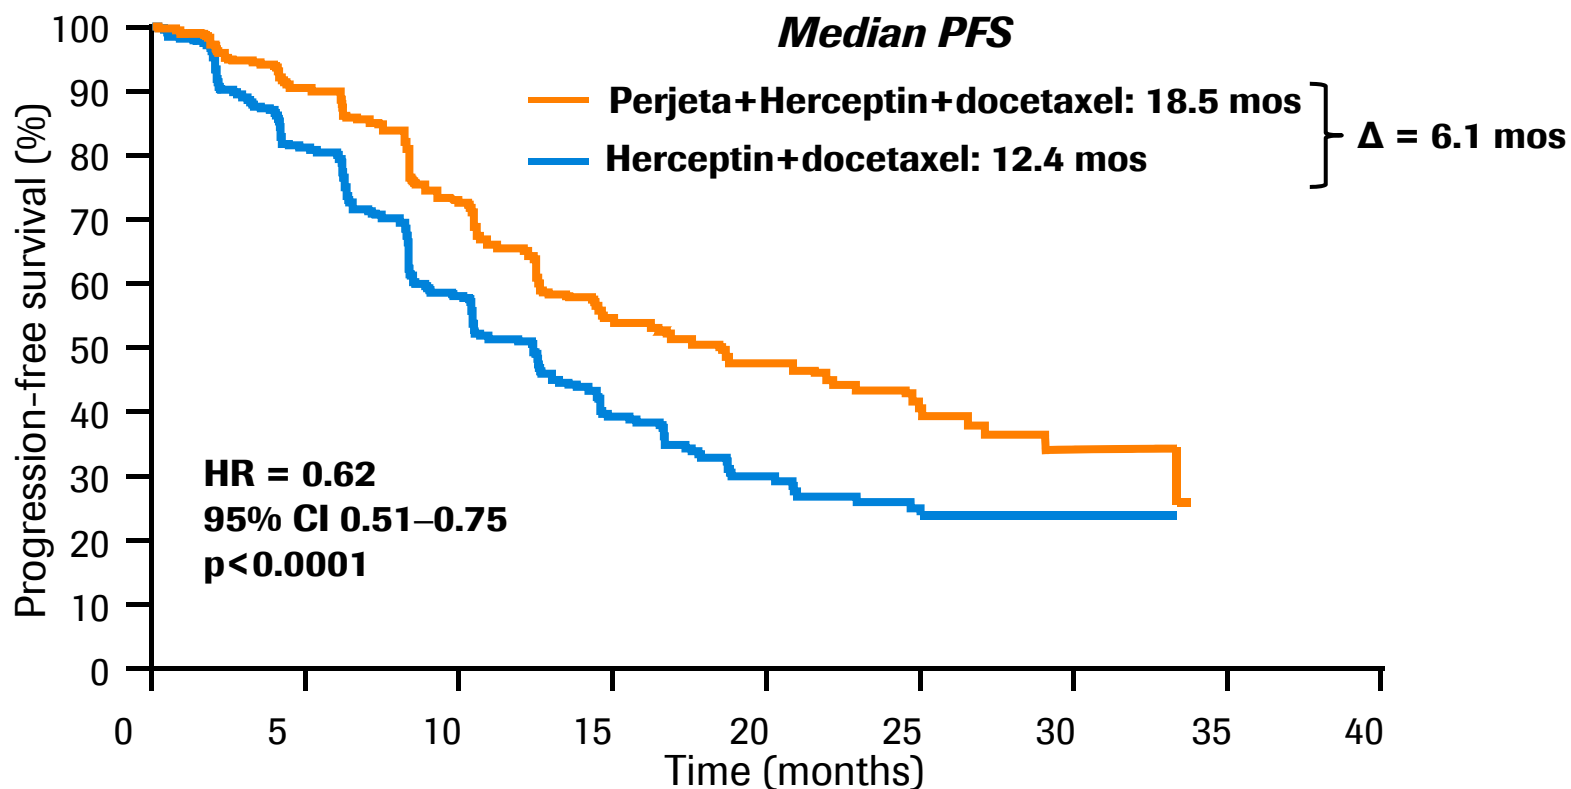 Median PFS
Perjeta+Herceptin+docetaxel: 18.5 mos
Herceptin+docetaxel: 12.4 mos
Δ = 6.1 mos
Progression-free survival (%)
100
90
80
70
60
50
40
30
20
10
0
HR = 0.62
95% CI 0.51–0.75
p<0.0001
0 5 10 15 20 25 30 35 40
Time (months)